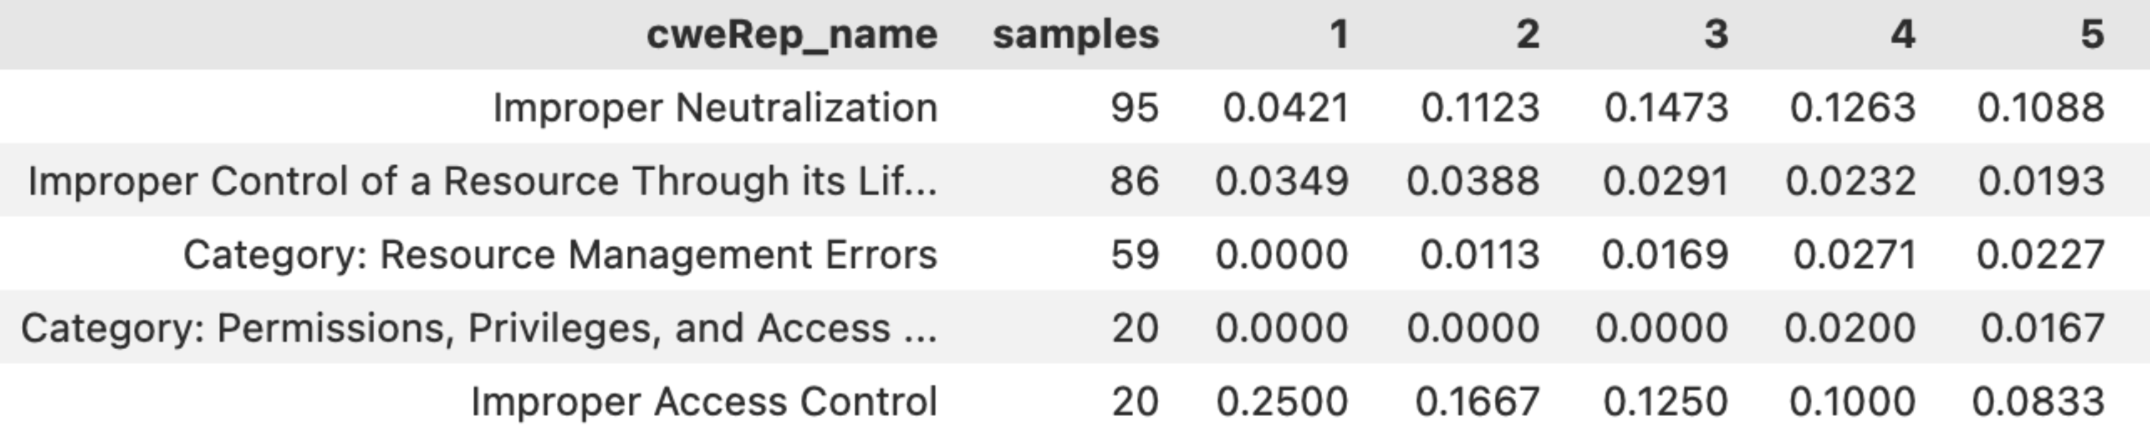 cweRep_name samples 1 2 3 4 5
Improper Neutralization 95 0.0421 0.1123 0.1473 0.1263 0.1088
Improper Control of a Resource Through its Lif... 86 0.0349 0.0388 0.0291 0.0232 0.0193
Category: Resource Management Errors 59 0.0000 0.0113 0.0169 0.0271 0.0227
Category: Permissions, Privileges, and Access ... 20 0.0000 0.0000 0.0000 0.0200 0.0167
Improper Access Control 20 0.2500 0.1667 0.1250 0.1000 0.0833